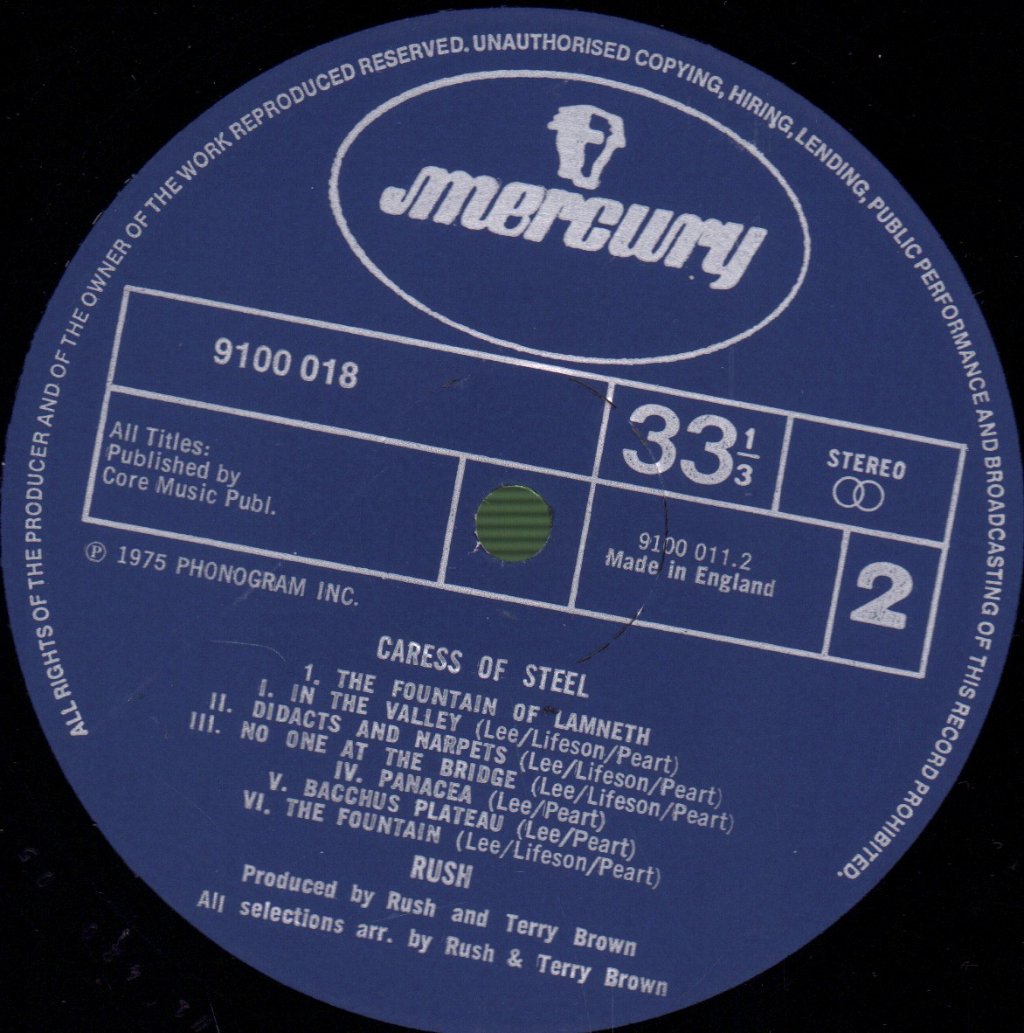 ALL RIGHTS OF THE PRODUCER AND OF THE OWNER OF THE WORK REPRODUCED RESERVED. UNAUTHORISED COPYING, HIRING, LENDING, PUBLIC PERFORMANCE AND BROADCASTING OF THIS RECORD PROHIBITED.
mercury
9100 018
33 1/3
STEREO
All Titles:
Published by
Core Music Publ.
9100 011.2
Made in England
2
℗ 1975 PHONOGRAM INC.
CARESS OF STEEL
1. THE FOUNTAIN OF LAMNETH
I. IN THE VALLEY (Lee/Lifeson/Peart)
II. DIDACTS AND NARPETS (Lee/Lifeson/Peart)
III. NO ONE AT THE BRIDGE (Lee/Lifeson/Peart)
IV. PANACEA (Lee/Peart)
V. BACCHUS PLATEAU (Lee/Peart)
VI. THE FOUNTAIN (Lee/Lifeson/Peart)
RUSH
Produced by Rush and Terry Brown
All selections arr. by Rush & Terry Brown